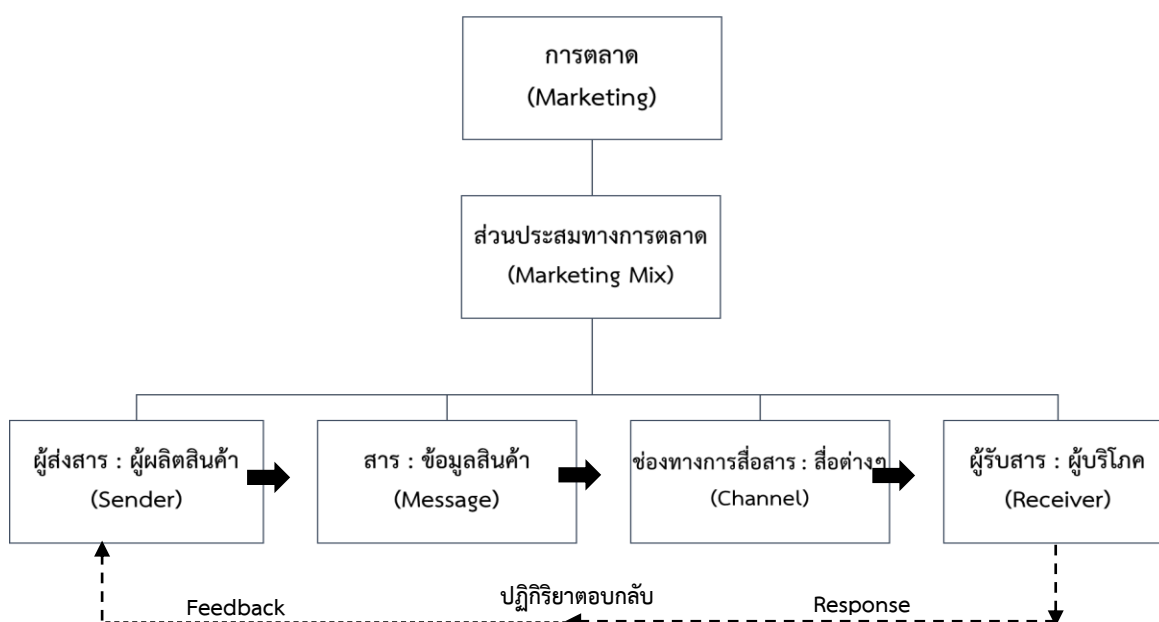 การตลาด
(Marketing)
ส่วนประสมทางการตลาด
(Marketing Mix)
ผู้ส่งสาร : ผู้ผลิตสินค้า
(Sender)
สาร : ข้อมูลสินค้า
(Message)
ช่องทางการสื่อสาร : สื่อต่างๆ
(Channel)
ผู้รับสาร : ผู้บริโภค
(Receiver)
Feedback
ปฏิกิริยาตอบกลับ
Response